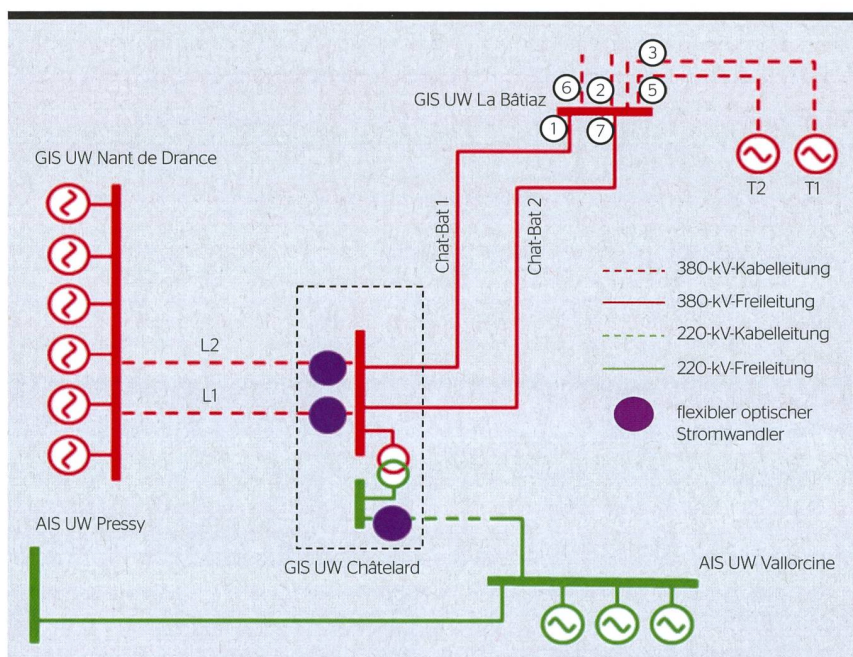 3
6
2
5
GIS UW La Bâtiaz
1
7
GIS UW Nant de Drance
T2
T1
Chat-Bat 1
Chat-Bat 2
380-kV-Kabelleitung
380-kV-Freileitung
220-kV-Kabelleitung
220-kV-Freileitung
flexibler optischer
Stromwandler
L2
L1
AIS UW Pressy
GIS UW Châtelard
AIS UW Vallorcine